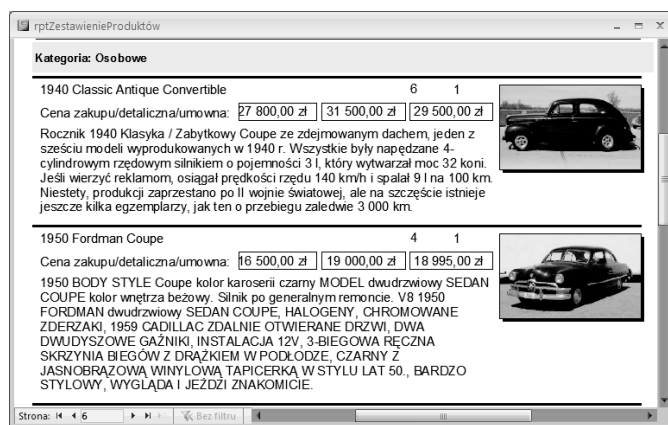 rptZestawienieProduktów
Kategoria: Osobowe
1940 Classic Antique Convertible 6 1
Cena zakupu/detaliczna/umowna: 27 800,00 zł 31 500,00 zł 29 500,00 zł
Rocznik 1940 Klasyka / Zabytkowy Coupe ze zdejmowanym dachem, jeden z
sześciu modeli wyprodukowanych w 1940 r. Wszystkie były napędzane 4-
cylindrowym rzędowym silnikiem o pojemności 3 l, który wytwarzał moc 32 koni.
Jeśli wierzyć reklamom, osiągał prędkości rzędu 140 km/h i spalał 9 l na 100 km.
Niestety, produkcji zaprzestano po II wojnie światowej, ale na szczęście istnieje
jeszcze kilka egzemplarzy, jak ten o przebiegu zaledwie 3 000 km.
1950 Fordman Coupe 4 1
Cena zakupu/detaliczna/umowna: 16 500,00 zł 19 000,00 zł 18 995,00 zł
1950 BODY STYLE Coupe kolor karoserii czarny MODEL dwudrzwiowy SEDAN
COUPE kolor wnętrza beżowy. Silnik po generalnym remoncie. V8 1950
FORDMAN dwudrzwiowy SEDAN COUPE, HALOGENY, CHROMOWANE
ZDERZAKI, 1959 CADILLAC ZDALNIE OTWIERANE DRZWI, DWA
DWUDYSZOWE GAŹNIKI, INSTALACJA 12V, 3-BIEGOWA RĘCZNA
SKRZYNIA BIEGÓW Z DRĄŻKIEM W PODŁODZE, CZARNY Z
JASNOBRĄZOWĄ WINYLOWĄ TAPICERKĄ W STYLU LAT 50., BARDZO
STYLOWY, WYGLĄDA I JEŹDZI ZNAKOMICIE.
Strona: 6 Bez filtru